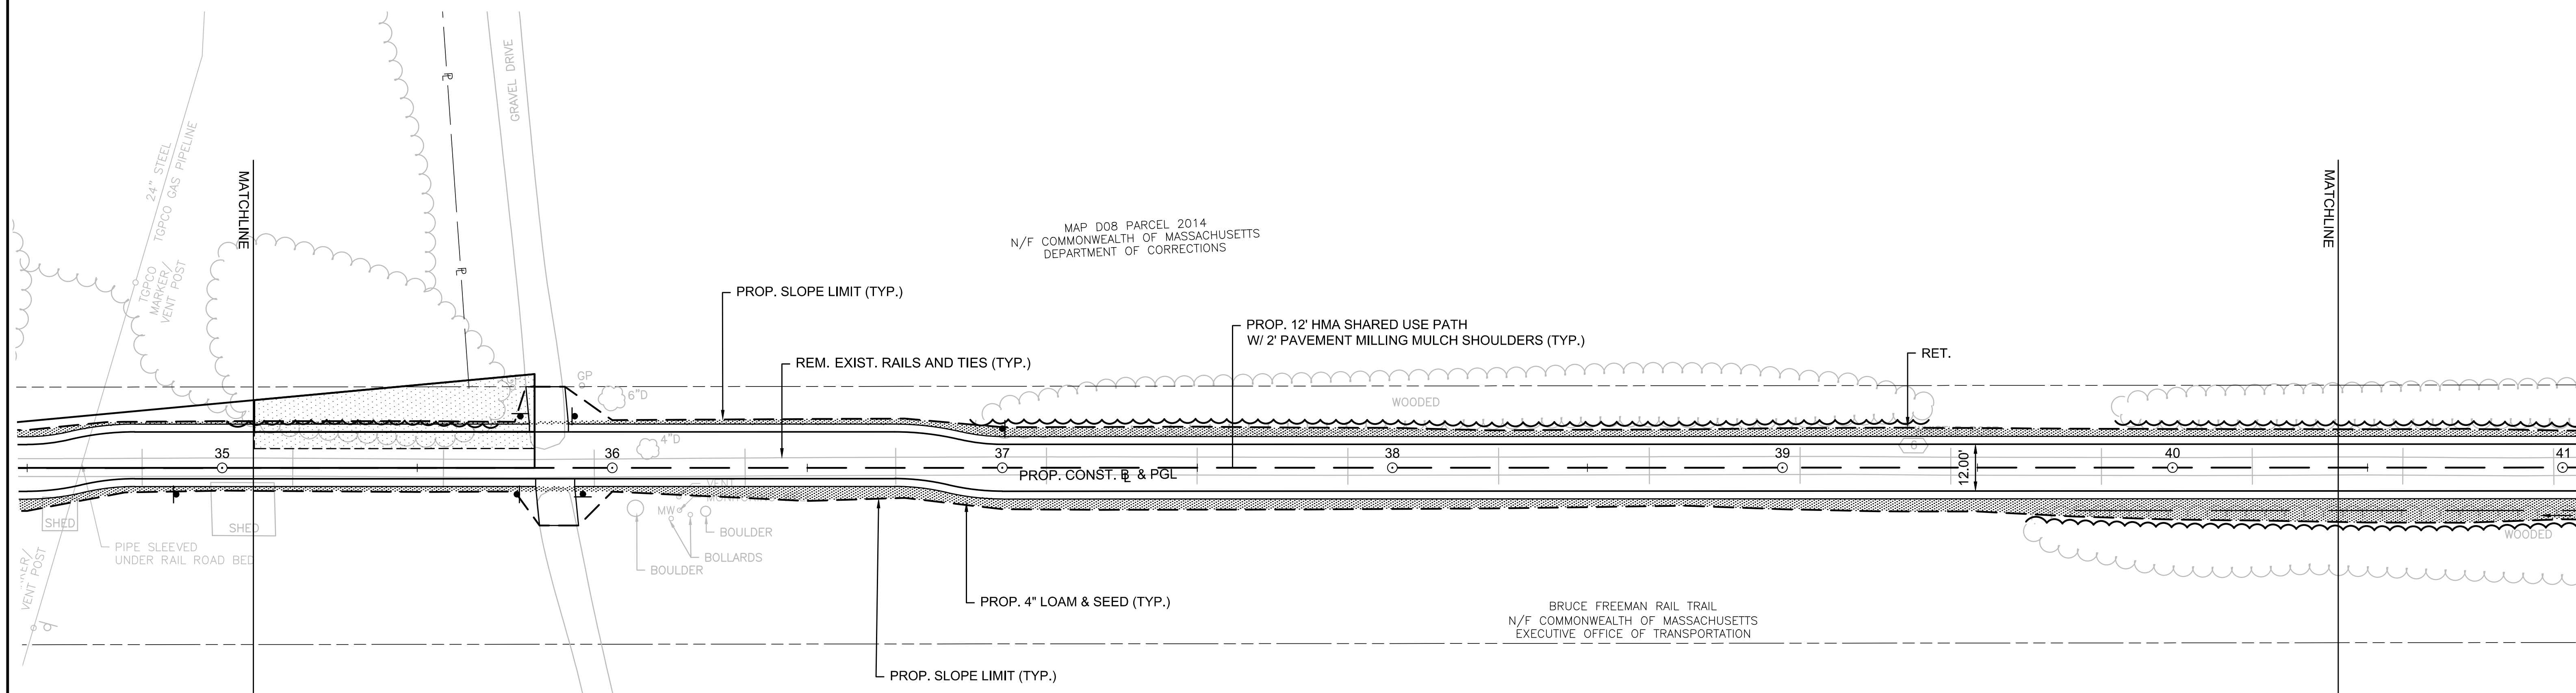 24" STEEL
TGPCO GAS PIPELINE
MATCHLINE
GRAVEL DRIVE
PL
PL
TGPCO
MARKER/
VENT POST
MAP D08 PARCEL 2014
N/F COMMONWEALTH OF MASSACHUSETTS
DEPARTMENT OF CORRECTIONS
MATCHLINE
PROP. SLOPE LIMIT (TYP.)
PROP. 12' HMA SHARED USE PATH
W/ 2' PAVEMENT MILLING MULCH SHOULDERS (TYP.)
REM. EXIST. RAILS AND TIES (TYP.)
RET.
GP
6"D
WOODED
4"D
35
36
37
38
39
40
41
PROP. CONST. BL & PGL
12.00'
VENT
MW
SHED
SHED
BOULDER
BOLLARDS
BOULDER
WOODED
PIPE SLEEVED
UNDER RAIL ROAD BED
VENT POST
PROP. 4" LOAM & SEED (TYP.)
BRUCE FREEMAN RAIL TRAIL
N/F COMMONWEALTH OF MASSACHUSETTS
EXECUTIVE OFFICE OF TRANSPORTATION
PROP. SLOPE LIMIT (TYP.)